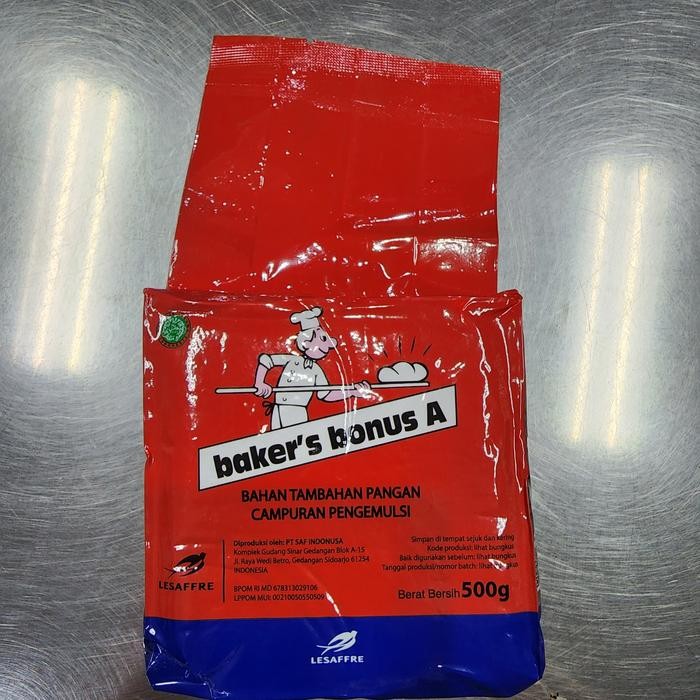 baker's bonus A
BAHAN TAMBAHAN PANGAN
CAMPURAN PENGEMULSI
Diproduksi oleh: PT SAF INDONUSA
Komplek Gudang Sinar Gedangan Blok A-15
Jl. Raya Wedi Betro, Gedangan Sidoarjo 61254
INDONESIA
BPOM RI MD 678313029106
LPPOM MUI: 00210050550509
LESAFFRE
Simpan di tempat sejuk dan kering
Kode produksi: lihat bungkus
Baik digunakan sebelum: lihat bungkus
Tanggal produksi/nomor batch: lihat bungkus
Berat Bersih 500g
LESAFFRE